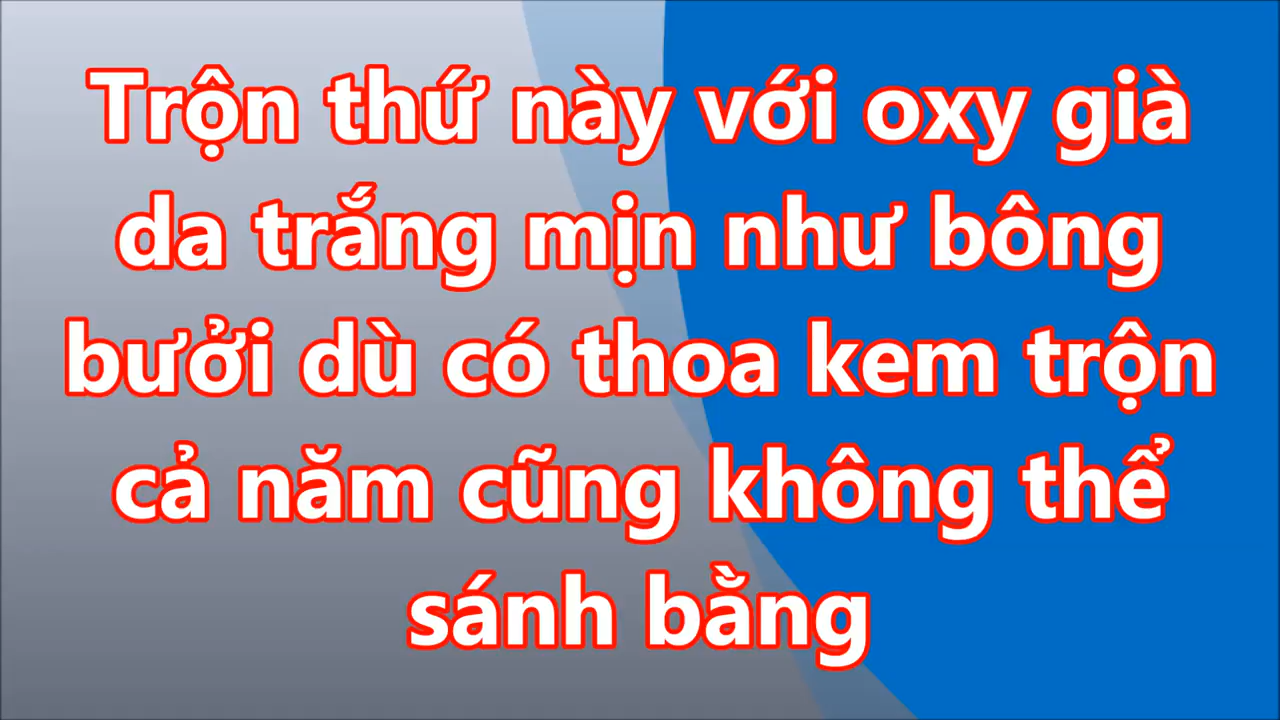 Trộn thứ này với oxy già
da trắng mịn như bông
bưởi dù có thoa kem trộn
cả năm cũng không thể
sánh bằng